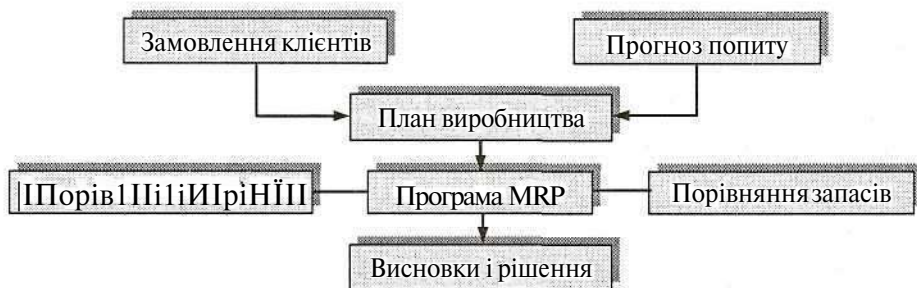 Замовлення клієнтів
Прогноз попиту
План виробництва
Програма MRP
Порівняння запасів
Висновки і рішення